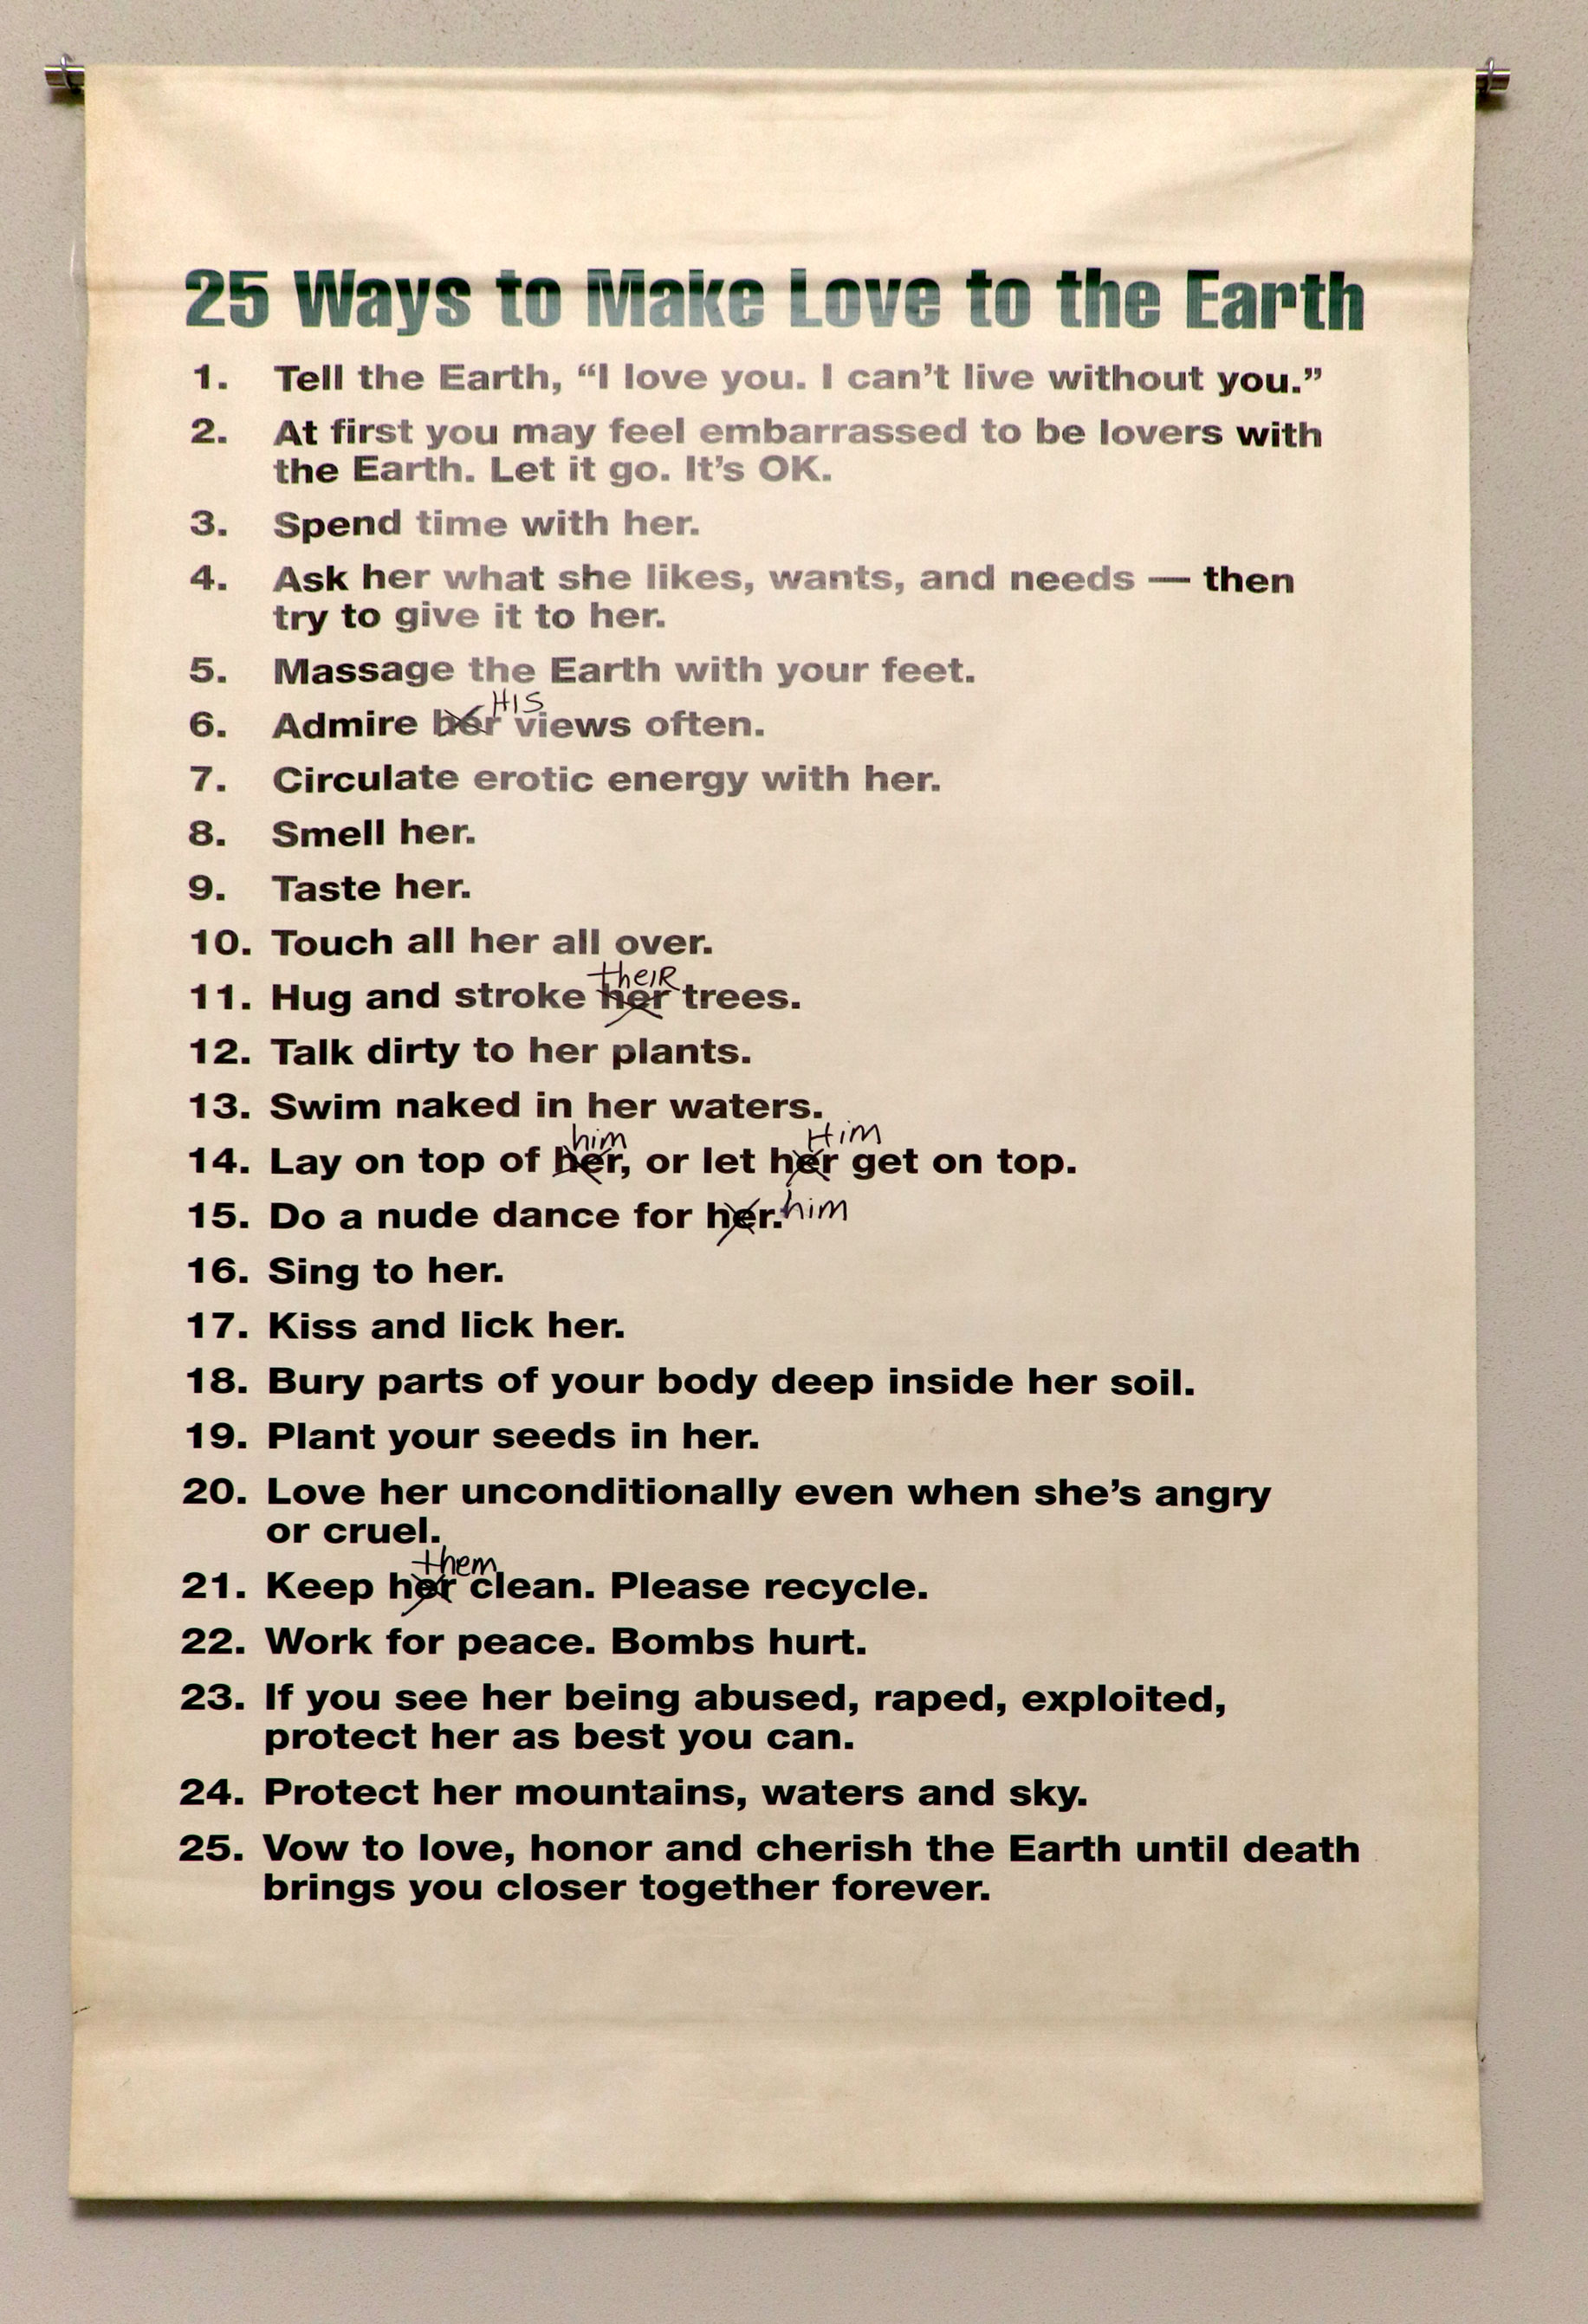 25 Ways to Make Love to the Earth
1. Tell the Earth, “I love you. I can’t live without you.”
2. At first you may feel embarrassed to be lovers with
the Earth. Let it go. It’s OK.
3. Spend time with her.
4. Ask her what she likes, wants, and needs — then
try to give it to her.
5. Massage the Earth with your feet.
HIS
6. Admire her views often.
7. Circulate erotic energy with her.
8. Smell her.
9. Taste her.
10. Touch all her all over.
theiR
11. Hug and stroke her trees.
12. Talk dirty to her plants.
13. Swim naked in her waters.
him Him
14. Lay on top of her, or let her get on top.
15. Do a nude dance for her. him
16. Sing to her.
17. Kiss and lick her.
18. Bury parts of your body deep inside her soil.
19. Plant your seeds in her.
20. Love her unconditionally even when she’s angry
or cruel.
them
21. Keep her clean. Please recycle.
22. Work for peace. Bombs hurt.
23. If you see her being abused, raped, exploited,
protect her as best you can.
24. Protect her mountains, waters and sky.
25. Vow to love, honor and cherish the Earth until death
brings you closer together forever.